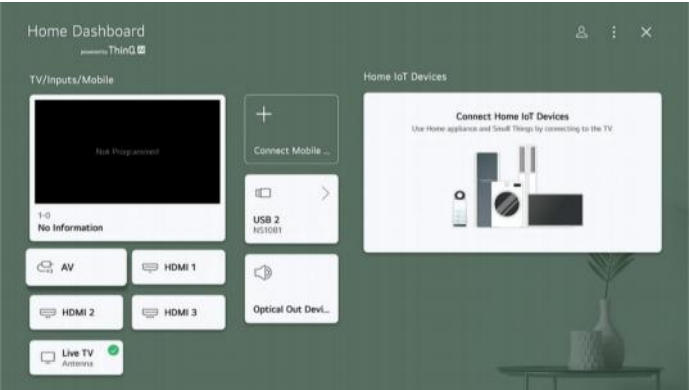 Home Dashboard
powered by ThinQ AI
TV/Inputs/Mobile
Not Programmed
1-0
No Information
AV
HDMI 1
HDMI 2
HDMI 3
Live TV
Antenna
Connect Mobile ...
USB 2
NS1081
Optical Out Devi...
Home IoT Devices
Connect Home IoT Devices
Use Home appliance and Small Things by connecting to the TV.